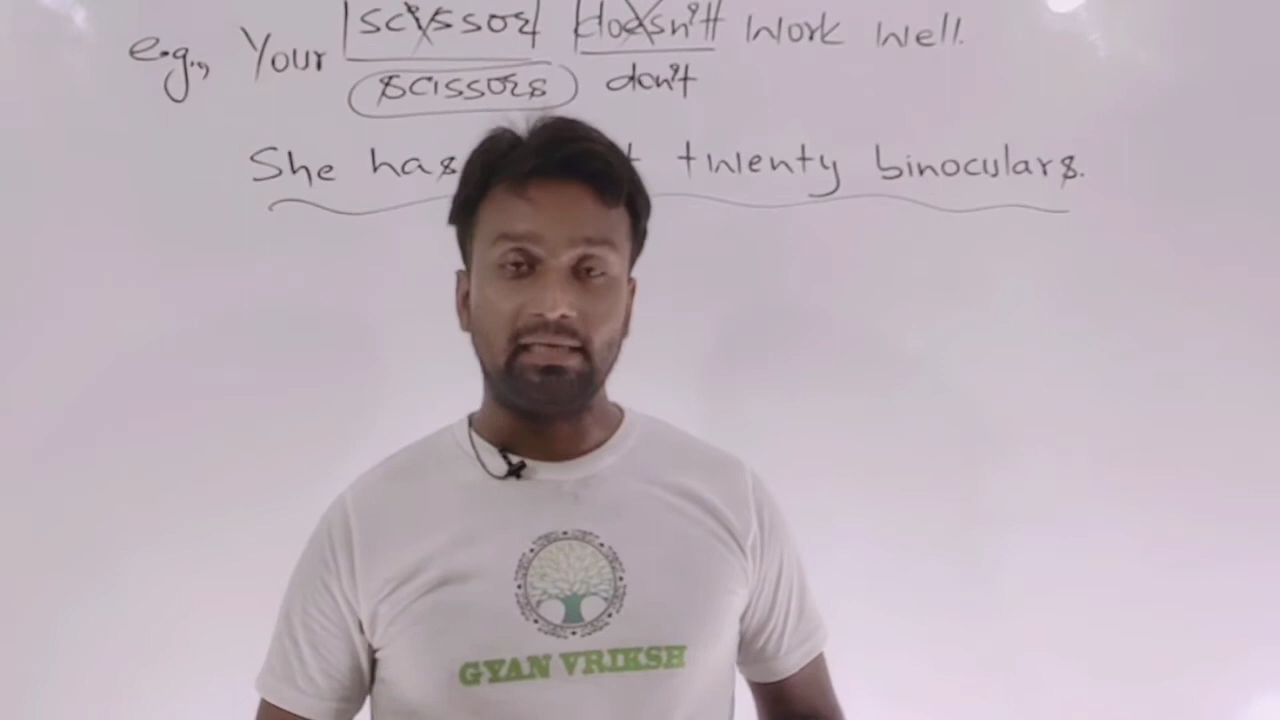 e.g., Your scissor doesn't work well.
scissors don't
She has twenty binoculars.
GYAN VRIKSH